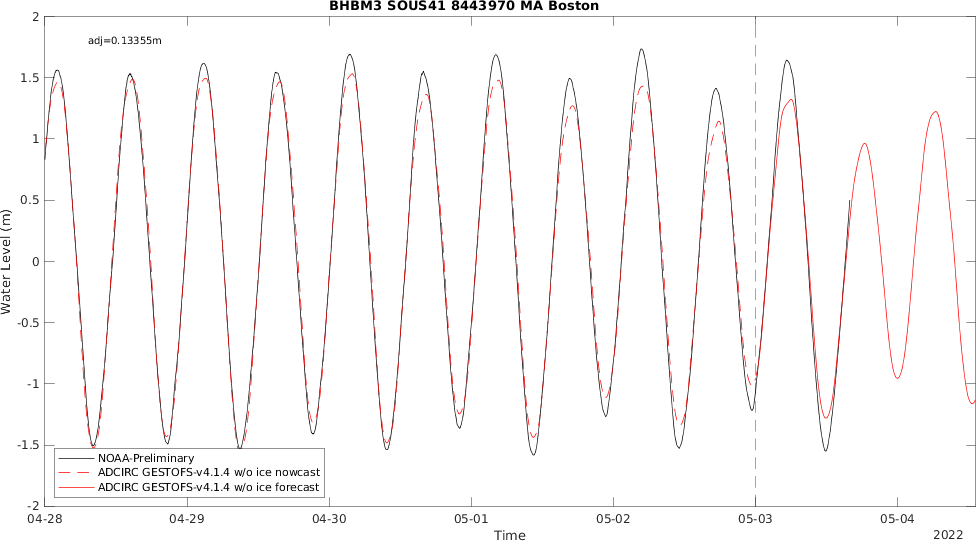 BHBM3 SOUS41 8443970 MA Boston
adj=0.13355m
2
1.5
1
0.5
0
-0.5
-1
-1.5
-2
Water Level (m)
NOAA-Preliminary
ADCIRC GESTOFS-v4.1.4 w/o ice nowcast
ADCIRC GESTOFS-v4.1.4 w/o ice forecast
04-28 04-29 04-30 05-01 05-02 05-03 05-04
Time
2022